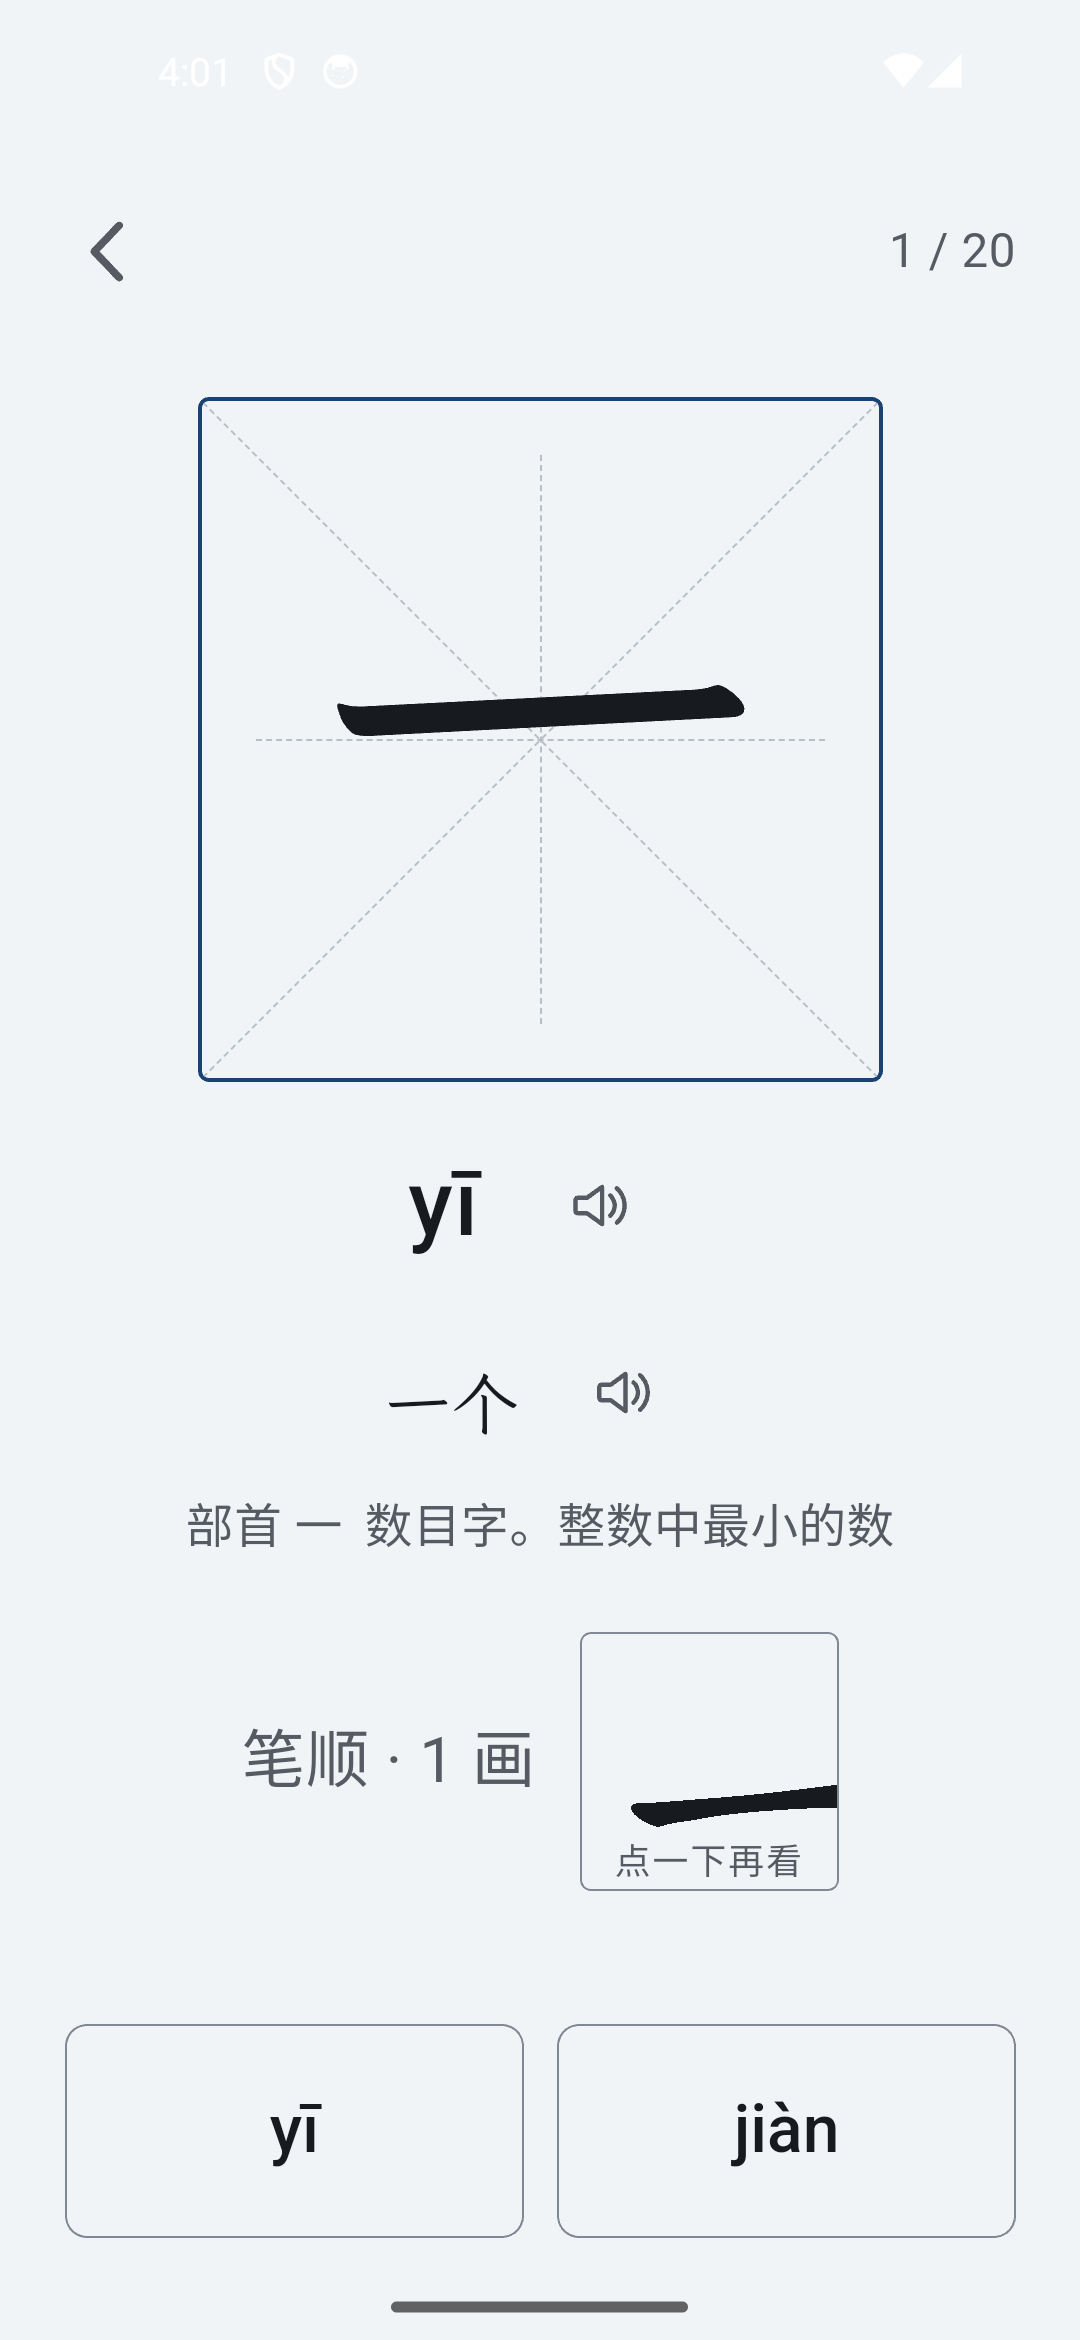 4:01
1 / 20
一
yī
一个
部首 一 数目字。整数中最小的数
笔顺 · 1 画
点一下再看
yī
jiàn